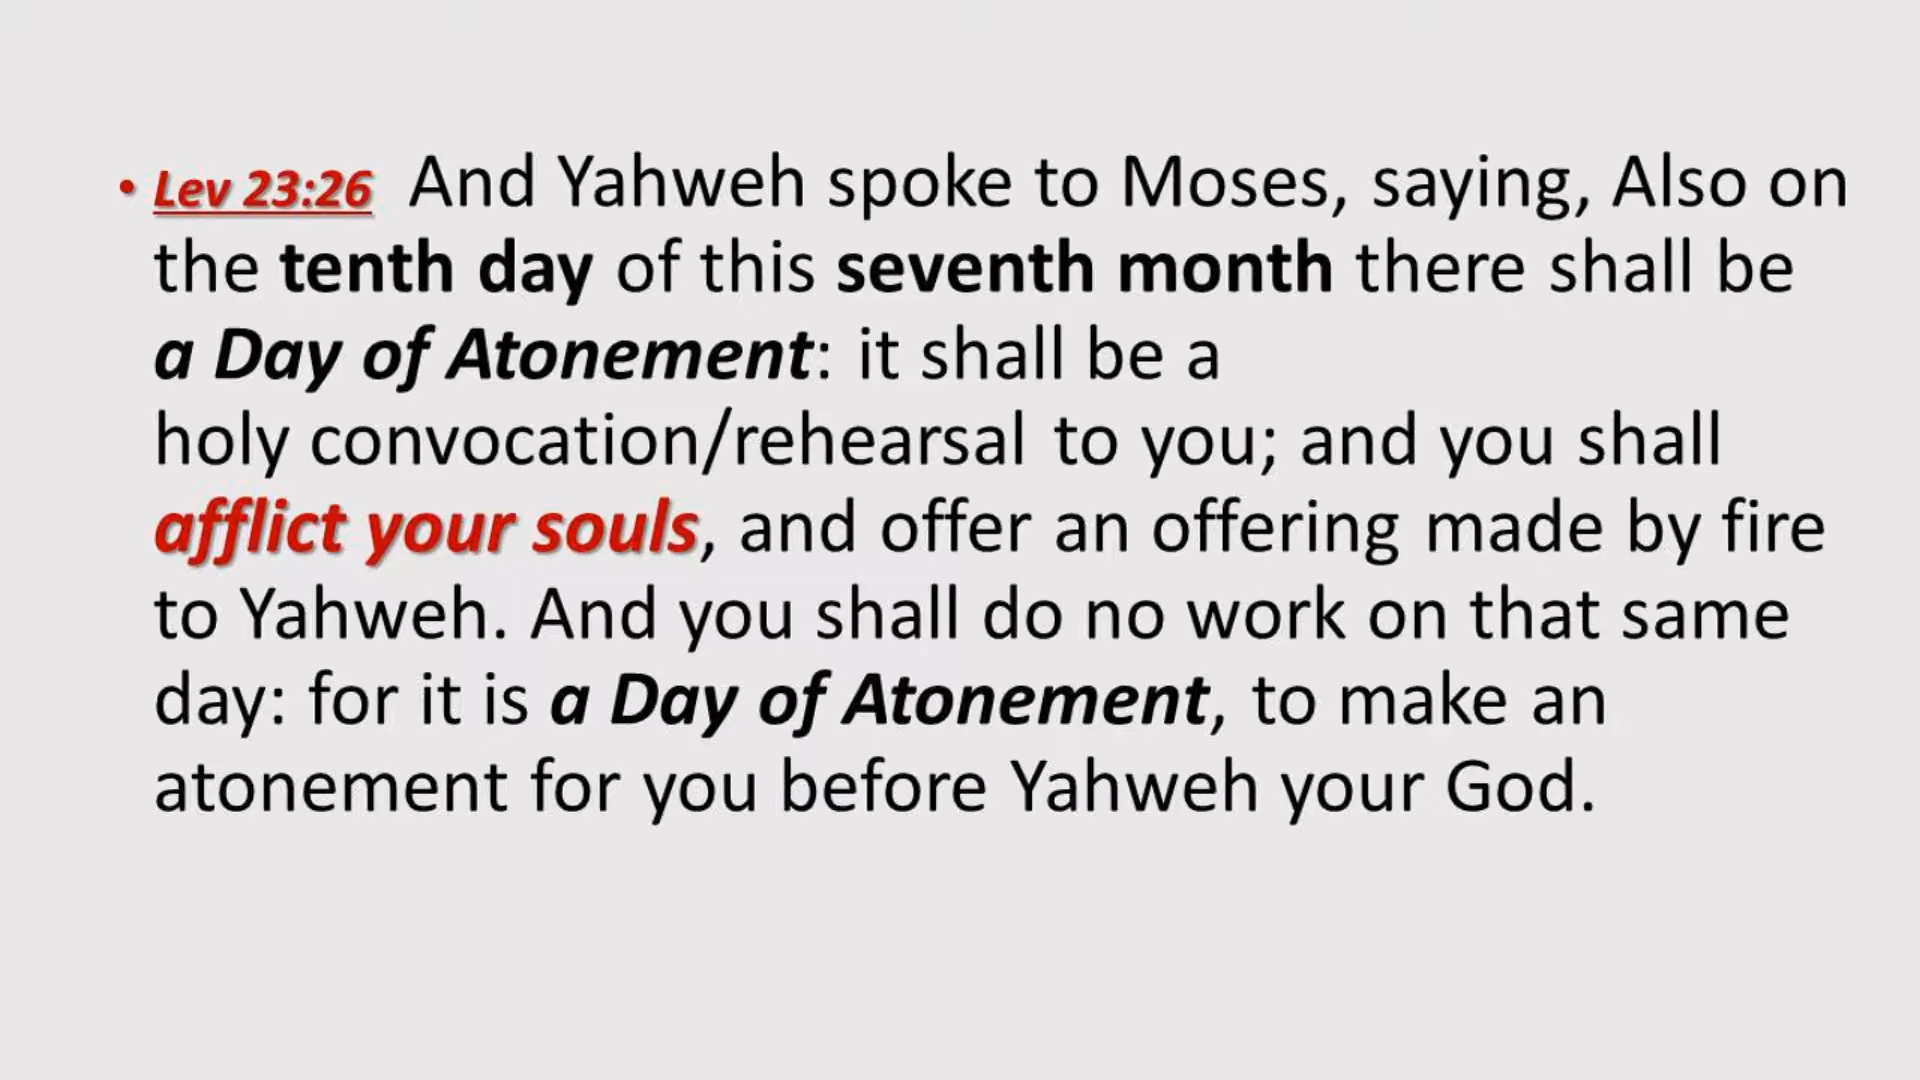 • Lev 23:26 And Yahweh spoke to Moses, saying, Also on
the tenth day of this seventh month there shall be
a Day of Atonement: it shall be a
holy convocation/rehearsal to you; and you shall
afflict your souls, and offer an offering made by fire
to Yahweh. And you shall do no work on that same
day: for it is a Day of Atonement, to make an
atonement for you before Yahweh your God.